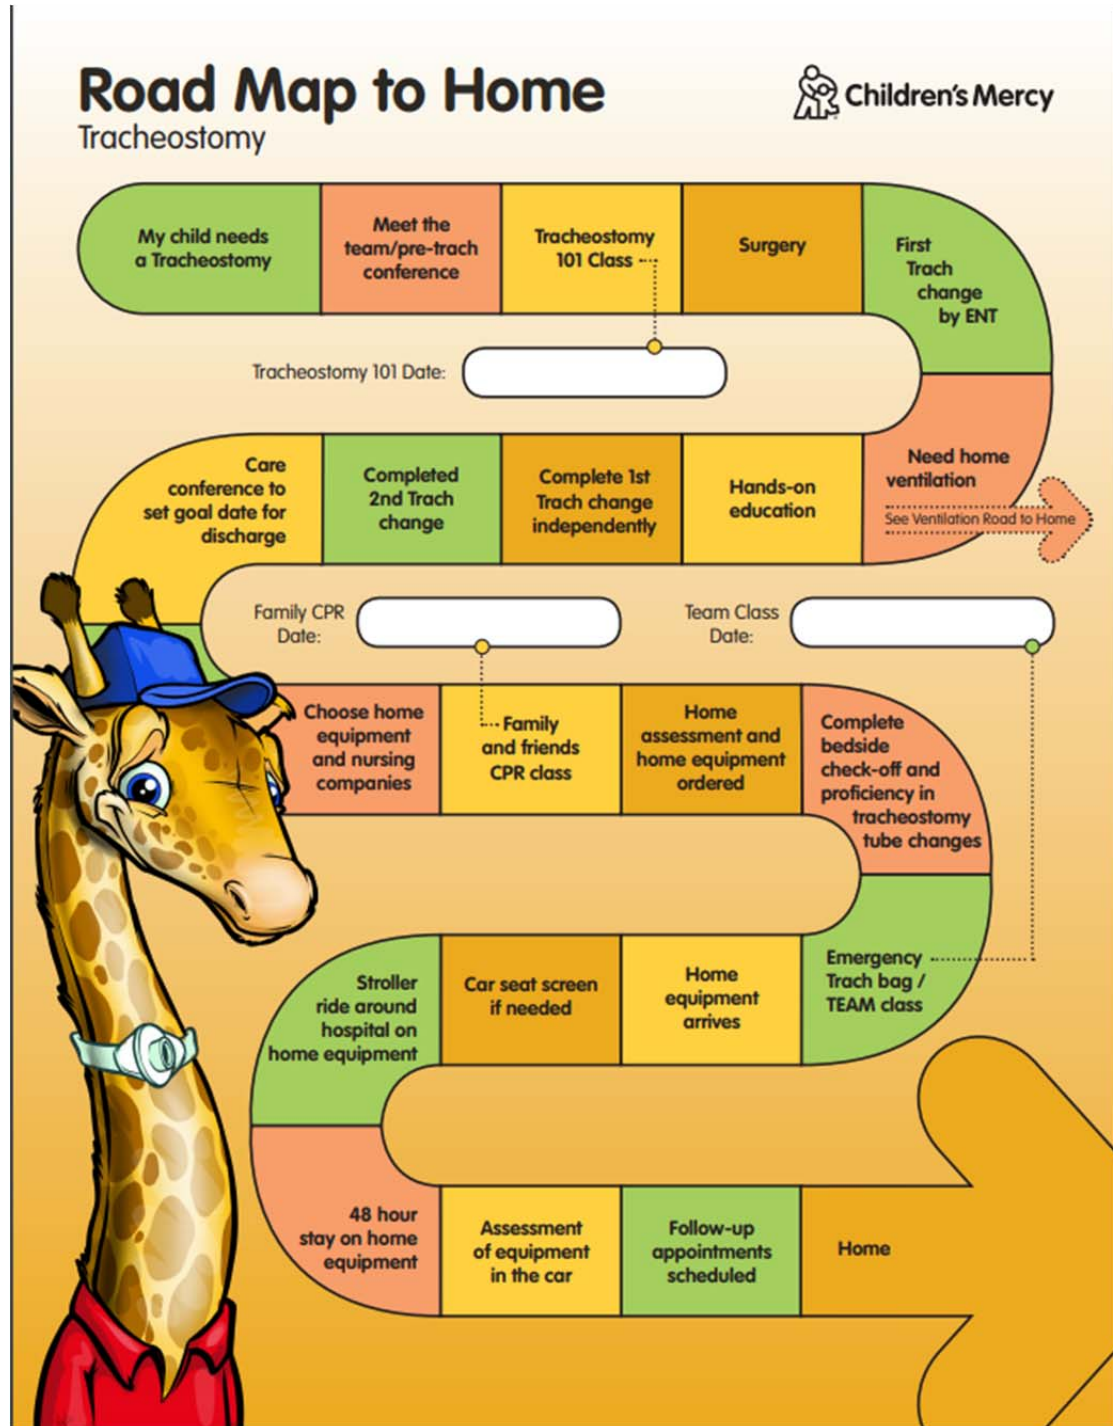 Road Map to Home
Tracheostomy
Children's Mercy
My child needs
a Tracheostomy
Meet the
team/pre-trach
conference
Tracheostomy
101 Class
Surgery
First
Trach
change
by ENT
Tracheostomy 101 Date:
Need home
ventilation
See Ventilation Road to Home
Hands-on
education
Complete 1st
Trach change
independently
Completed
2nd Trach
change
Care
conference to
set goal date for
discharge
Family CPR
Date:
Team Class
Date:
Choose home
equipment
and nursing
companies
Family
and friends
CPR class
Home
assessment and
home equipment
ordered
Complete
bedside
check-off and
proficiency in
tracheostomy
tube changes
Emergency
Trach bag /
TEAM class
Home
equipment
arrives
Car seat screen
if needed
Stroller
ride around
hospital on
home equipment
48 hour
stay on home
equipment
Assessment
of equipment
in the car
Follow-up
appointments
scheduled
Home